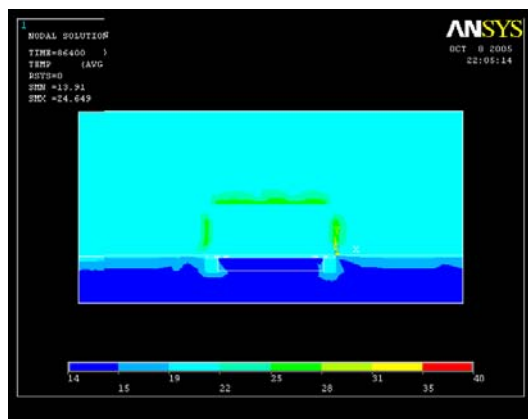 1
NODAL SOLUTION
TIME=86400 )
TEMP (AVG
RSYS=0
SMN =13.91
SMX =24.649
ANSYS
OCT 8 2005
22:05:14
X
14 15 19 22 25 28 31 35 40